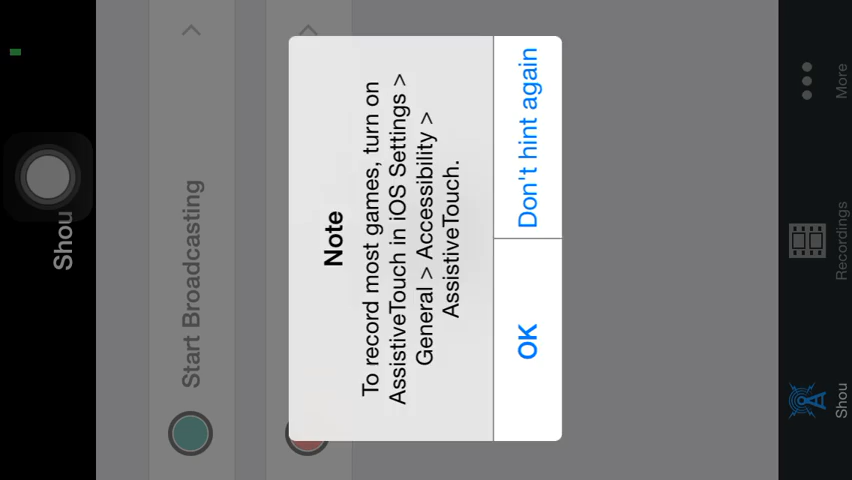 Shou
Start Broadcasting
Note
To record most games, turn on
AssistiveTouch in iOS Settings >
General > Accessibility >
AssistiveTouch.
OK
Don't hint again
Shou
Recordings
More